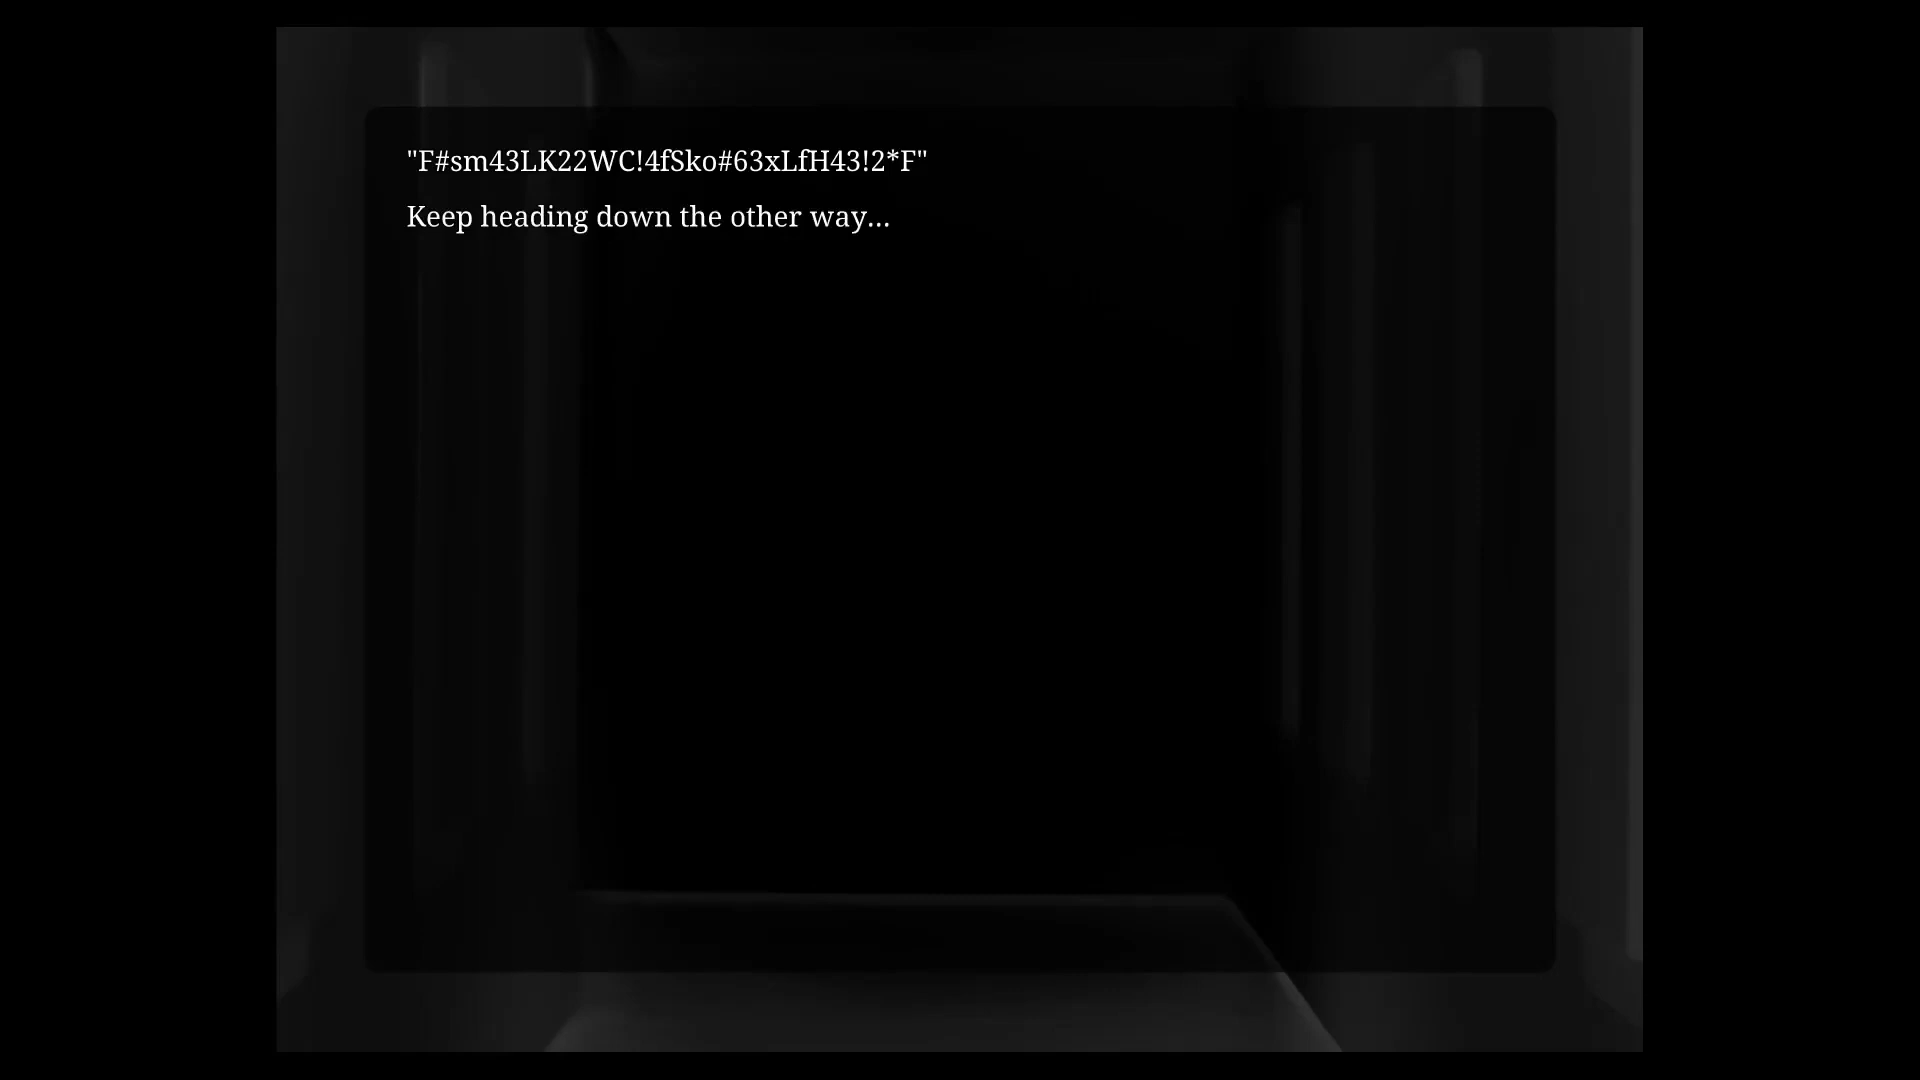 "F#sm43LK22WC!4fSko#63xLfH43!2*F"
Keep heading down the other way...